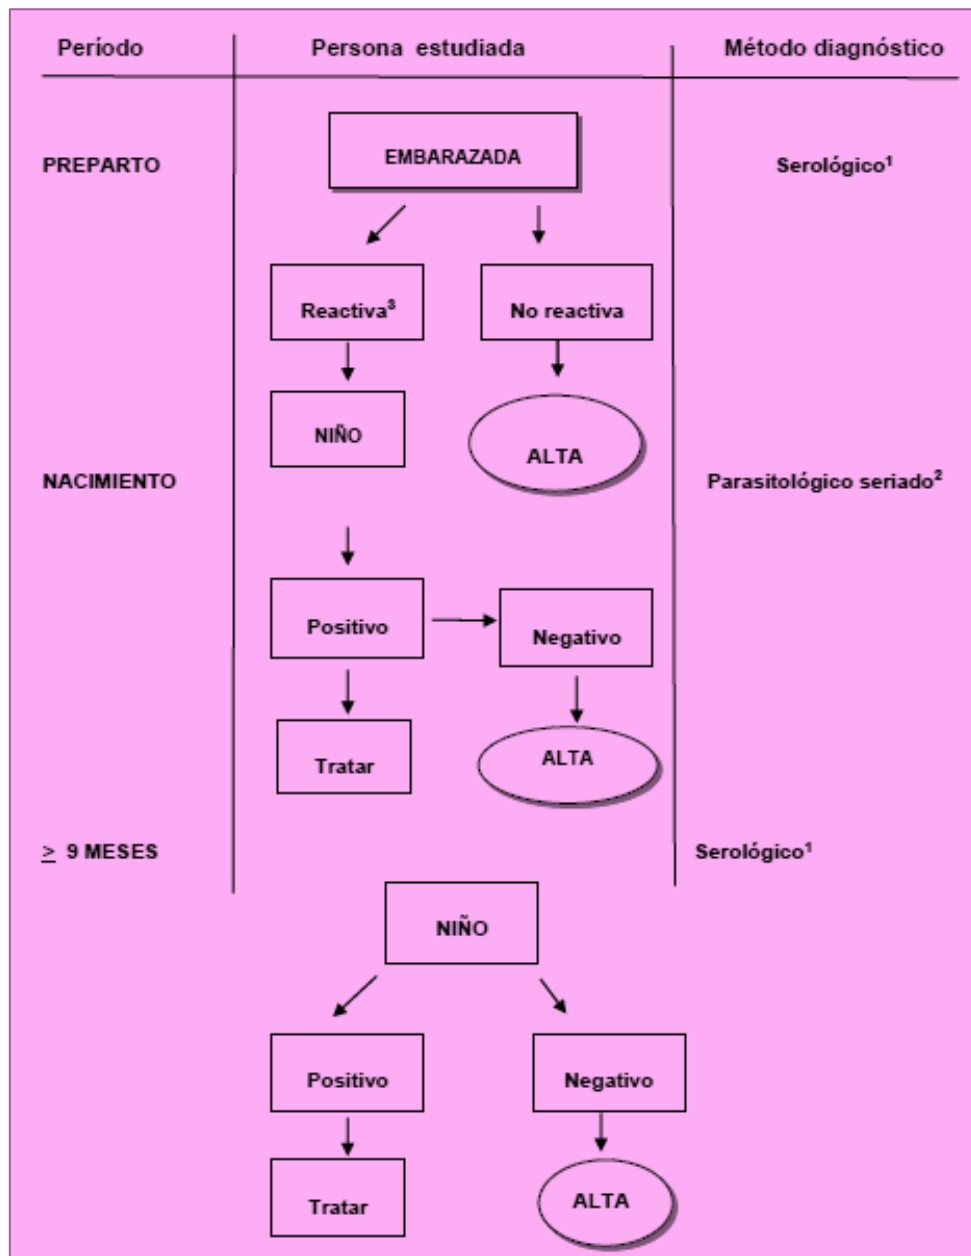 Período Persona estudiada Método diagnóstico
EMBARAZADA
PREPARTO Serológico¹
Reactiva³ No reactiva
NIÑO
ALTA
NACIMIENTO Parasitológico seriado²
Positivo Negativo
Tratar ALTA
≥ 9 MESES Serológico¹
NIÑO
Positivo Negativo
Tratar ALTA